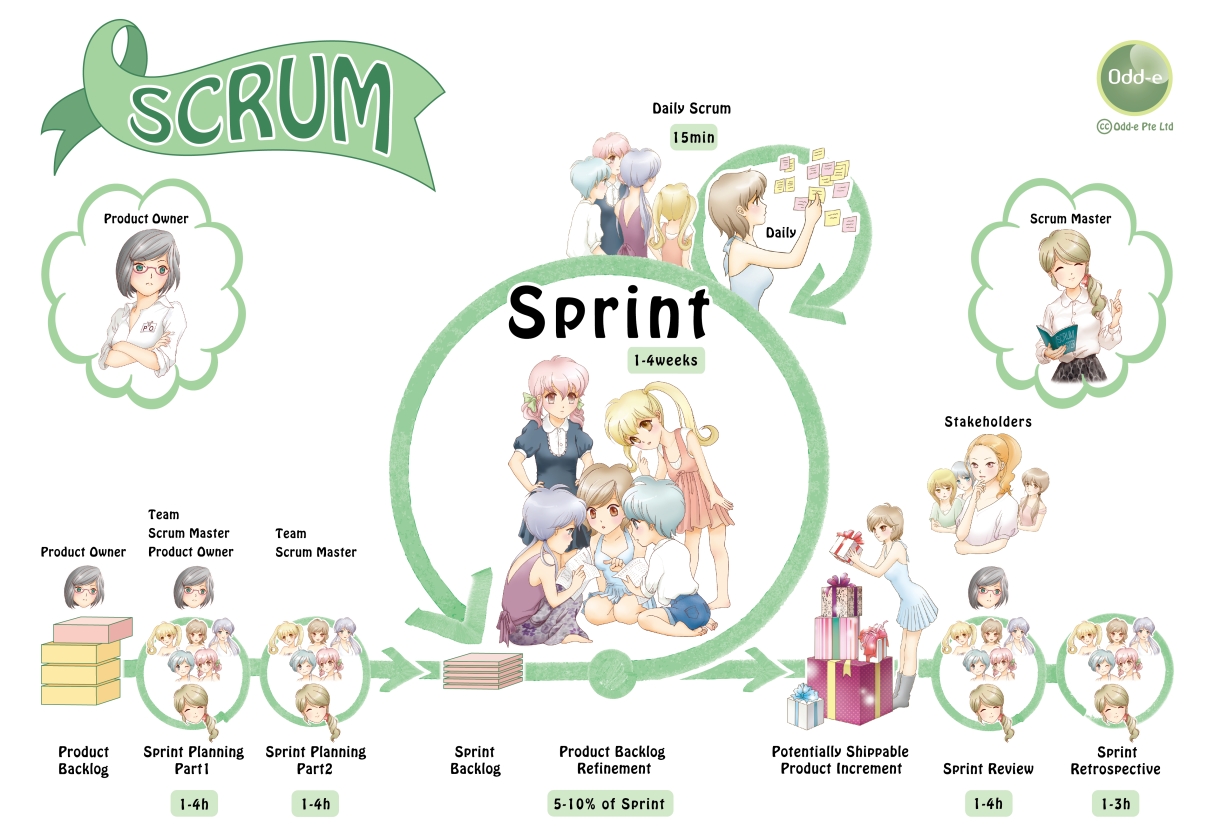 SCRUM
Odd-e
cc Odd-e Pte Ltd
Daily Scrum
15min
Daily
Product Owner
PO
Scrum Master
SCRUM
Sprint
1-4weeks
Stakeholders
Product Owner
Team
Scrum Master
Product Owner
Team
Scrum Master
Product
Backlog
Sprint Planning
Part1
1-4h
Sprint Planning
Part2
1-4h
Sprint
Backlog
Product Backlog
Refinement
5-10% of Sprint
Potentially Shippable
Product Increment
Sprint Review
1-4h
Sprint
Retrospective
1-3h